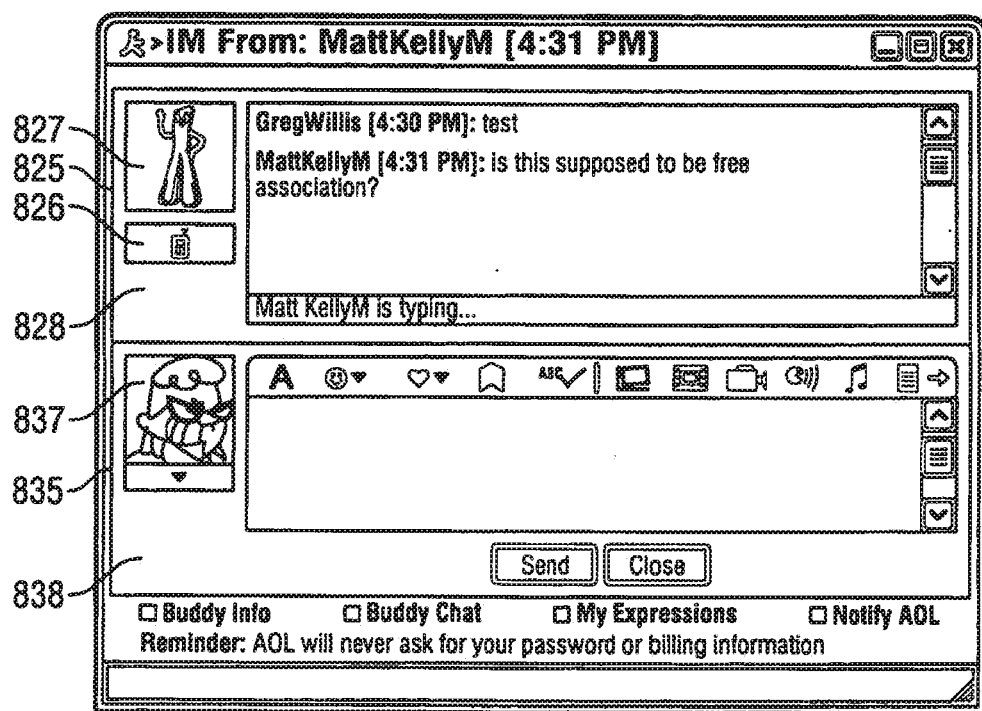 >IM From: MattKellyM [4:31 PM]
827
825
826
828
GregWillis [4:30 PM]: test
MattKellyM [4:31 PM]: is this supposed to be free
association?
Matt KellyM is typing...
837
835
838
A
ABC
Send Close
Buddy Info Buddy Chat My Expressions Notify AOL
Reminder: AOL will never ask for your password or billing information